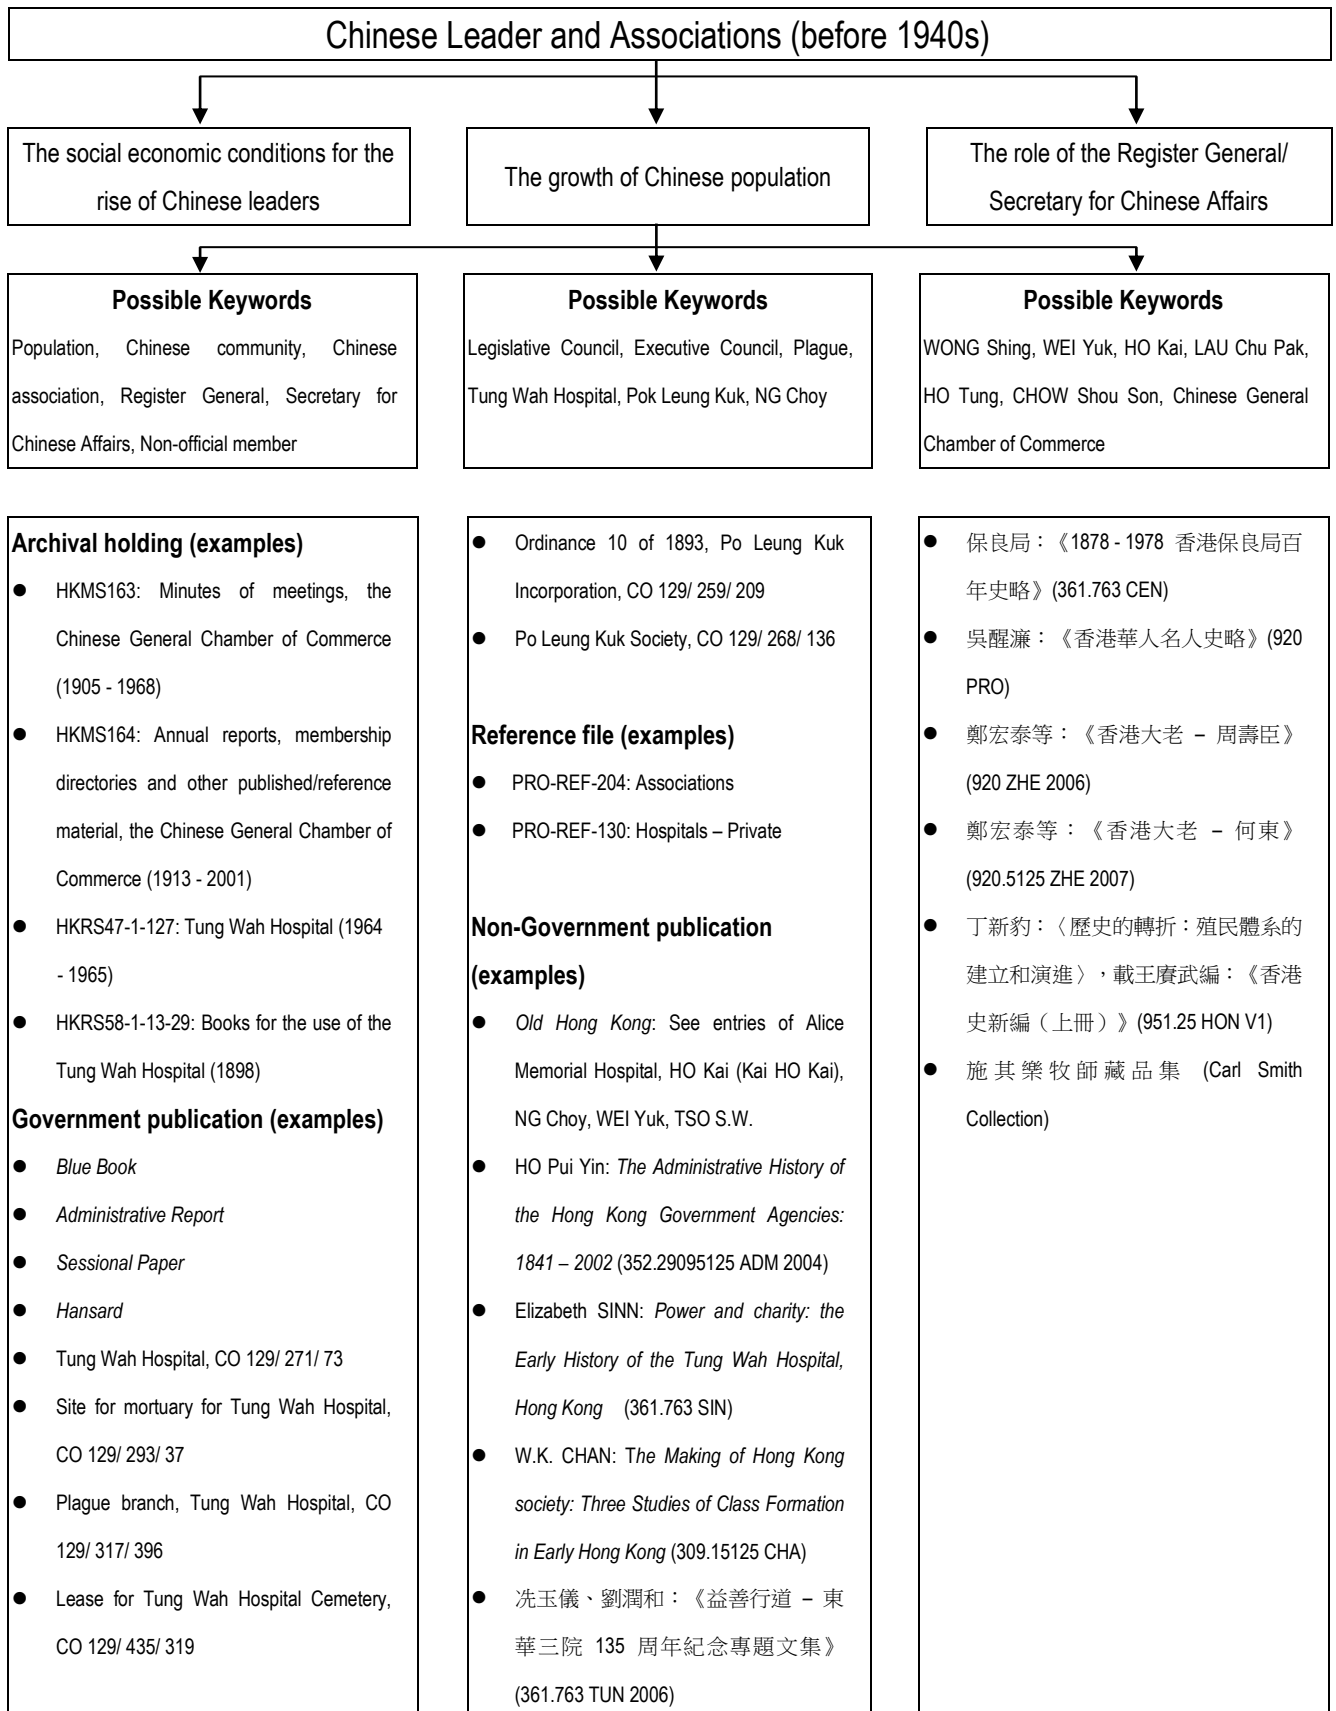 Chinese Leader and Associations (before 1940s)
The social economic conditions for the
rise of Chinese leaders
The growth of Chinese population
The role of the Register General/
Secretary for Chinese Affairs
Possible Keywords
Population, Chinese community, Chinese
association, Register General, Secretary for
Chinese Affairs, Non-official member
Possible Keywords
Legislative Council, Executive Council, Plague,
Tung Wah Hospital, Pok Leung Kuk, NG Choy
Possible Keywords
WONG Shing, WEI Yuk, HO Kai, LAU Chu Pak,
HO Tung, CHOW Shou Son, Chinese General
Chamber of Commerce
Archival holding (examples)
● HKMS163: Minutes of meetings, the
Chinese General Chamber of Commerce
(1905 - 1968)
● HKMS164: Annual reports, membership
directories and other published/reference
material, the Chinese General Chamber of
Commerce (1913 - 2001)
● HKRS47-1-127: Tung Wah Hospital (1964
- 1965)
● HKRS58-1-13-29: Books for the use of the
Tung Wah Hospital (1898)
Government publication (examples)
● Blue Book
● Administrative Report
● Sessional Paper
● Hansard
● Tung Wah Hospital, CO 129/ 271/ 73
● Site for mortuary for Tung Wah Hospital,
CO 129/ 293/ 37
● Plague branch, Tung Wah Hospital, CO
129/ 317/ 396
● Lease for Tung Wah Hospital Cemetery,
CO 129/ 435/ 319
● Ordinance 10 of 1893, Po Leung Kuk
Incorporation, CO 129/ 259/ 209
● Po Leung Kuk Society, CO 129/ 268/ 136
Reference file (examples)
● PRO-REF-204: Associations
● PRO-REF-130: Hospitals – Private
Non-Government publication
(examples)
● Old Hong Kong: See entries of Alice
Memorial Hospital, HO Kai (Kai HO Kai),
NG Choy, WEI Yuk, TSO S.W.
● HO Pui Yin: The Administrative History of
the Hong Kong Government Agencies:
1841 – 2002 (352.29095125 ADM 2004)
● Elizabeth SINN: Power and charity: the
Early History of the Tung Wah Hospital,
Hong Kong (361.763 SIN)
● W.K. CHAN: The Making of Hong Kong
society: Three Studies of Class Formation
in Early Hong Kong (309.15125 CHA)
● 冼玉儀、劉潤和：《益善行道 – 東
華三院 135 周年紀念專題文集》
(361.763 TUN 2006)
● 保良局：《1878 - 1978 香港保良局百
年史略》(361.763 CEN)
● 吳醒濂：《香港華人名人史略》(920
PRO)
● 鄭宏泰等：《香港大老 – 周壽臣》
(920 ZHE 2006)
● 鄭宏泰等：《香港大老 – 何東》
(920.5125 ZHE 2007)
● 丁新豹：〈歷史的轉折：殖民體系的
建立和演進〉，載王賡武編：《香港
史新編（上冊）》(951.25 HON V1)
● 施其樂牧師藏品集 (Carl Smith
Collection)